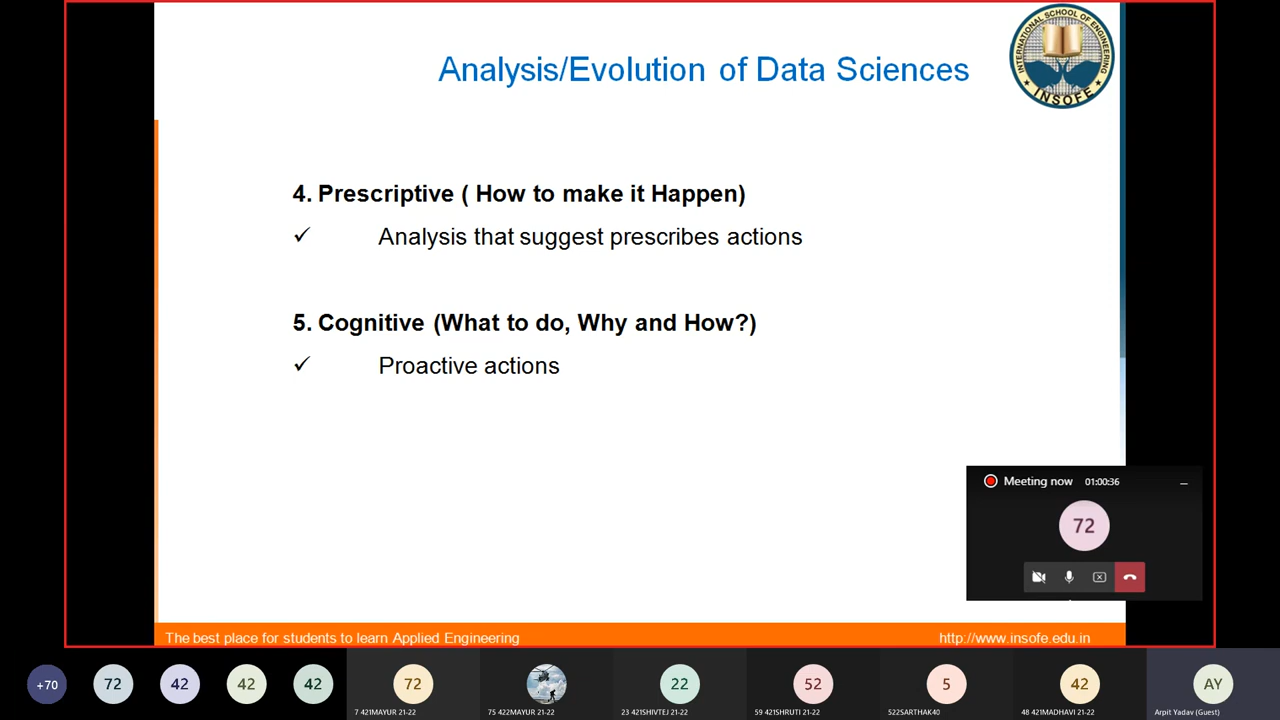 Analysis/Evolution of Data Sciences
INTERNATIONAL SCHOOL OF ENGINEERING
INSOFE
4. Prescriptive ( How to make it Happen)
✓ Analysis that suggest prescribes actions
5. Cognitive (What to do, Why and How?)
✓ Proactive actions
Meeting now 01:00:36
72
The best place for students to learn Applied Engineering
http://www.insofe.edu.in
+70 72 42 42 42 72 22 52 5 42 AY
7 421MAYUR 21-22
75 422MAYUR 21-22
23 421SHIVTEJ 21-22
59 421SHRUTI 21-22
522SARTHAK40
48 421MADHAVI 21-22
Arpit Yadav (Guest)